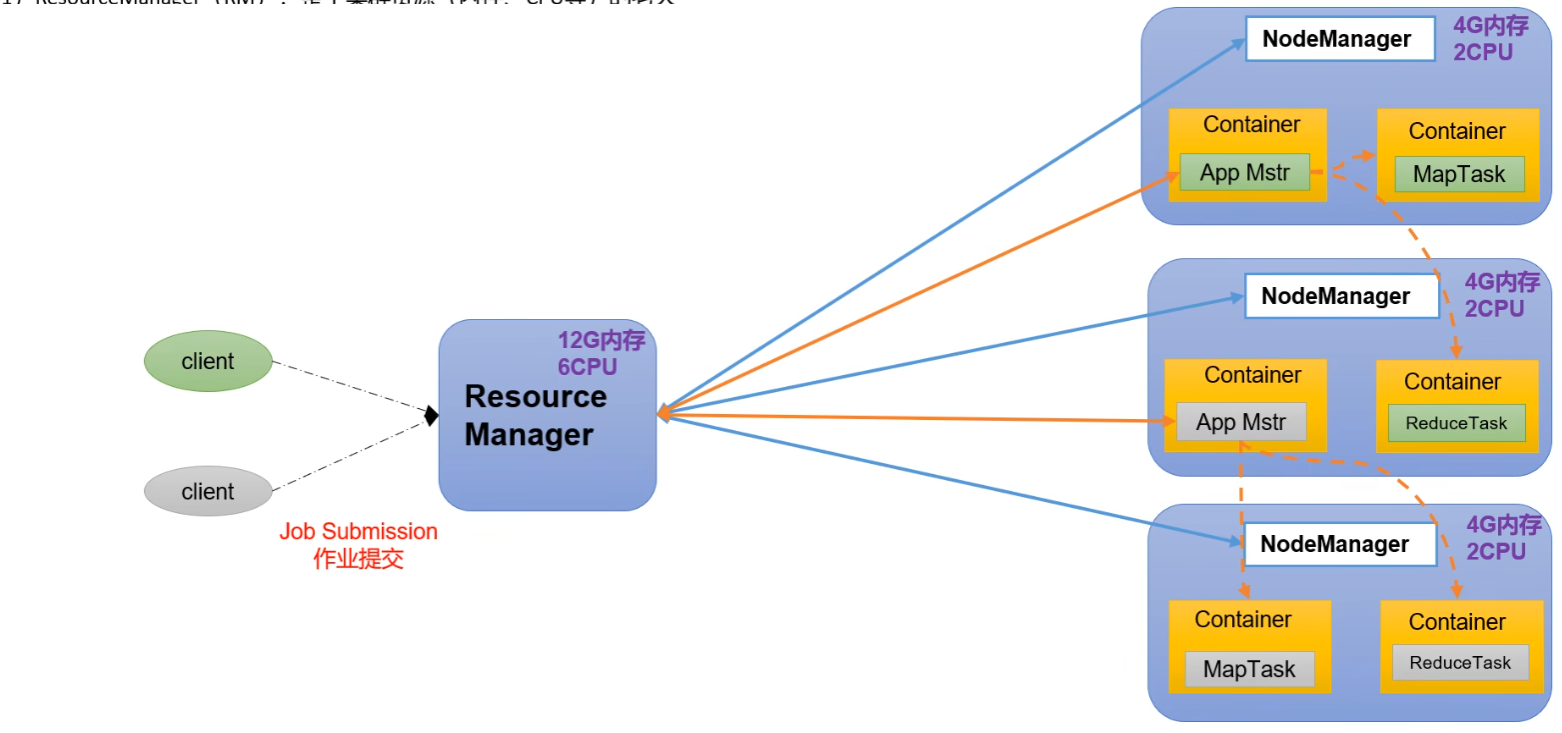 NodeManager
4G内存
2CPU
Container
App Mstr
Container
MapTask
NodeManager
4G内存
2CPU
Container
App Mstr
Container
ReduceTask
client
client
Job Submission
作业提交
12G内存
6CPU
Resource
Manager
NodeManager
4G内存
2CPU
Container
MapTask
Container
ReduceTask